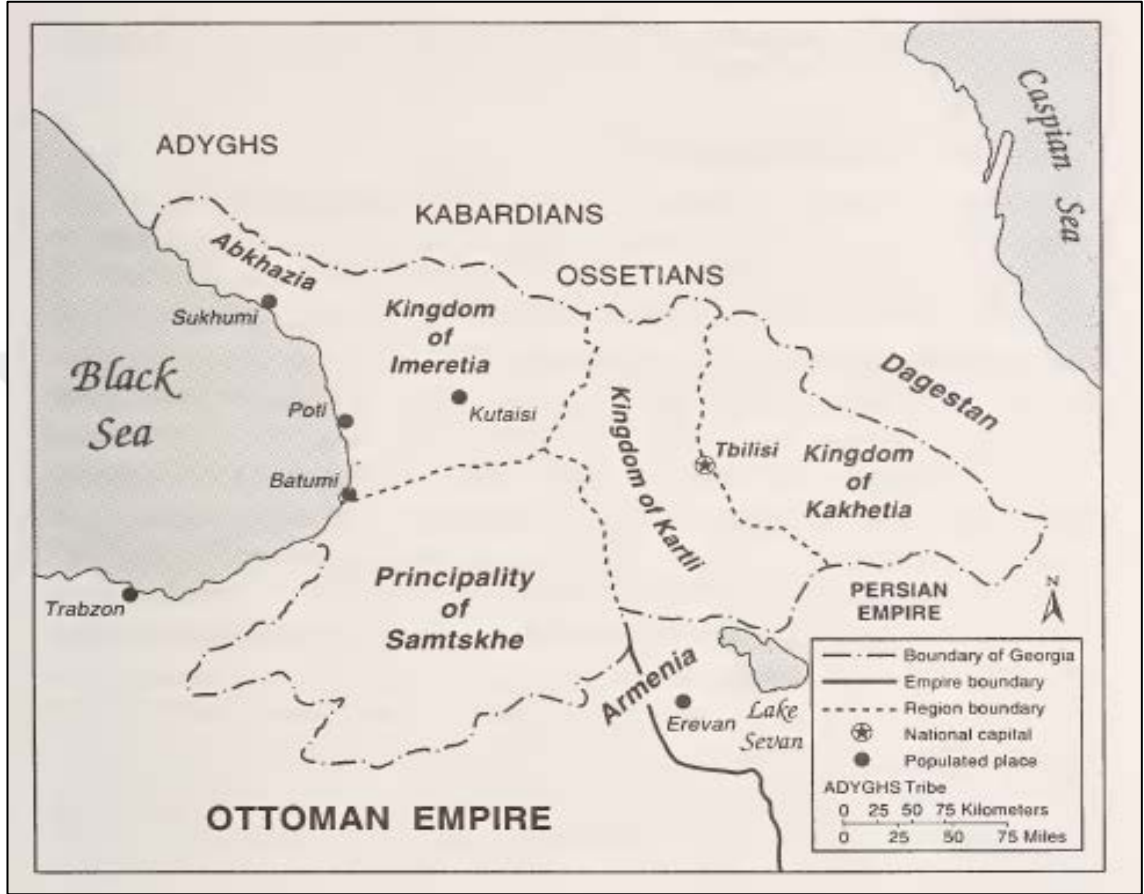 ADYGHS
KABARDIANS
OSSETIANS
Caspian
Sea
Abkhazia
Sukhumi
Kingdom
of
Imeretia
Kutaisi
Black
Sea
Poti
Batumi
Trabzon
Kingdom of Kartli
Tbilisi
Dagestan
Kingdom
of
Kakhetia
Principality
of
Samtskhe
PERSIAN
EMPIRE
N
Armenia
Erevan
Lake
Sevan
OTTOMAN EMPIRE
Boundary of Georgia
Empire boundary
Region boundary
National capital
Populated place
ADYGHS Tribe
0 25 50 75 Kilometers
0 25 50 75 Miles